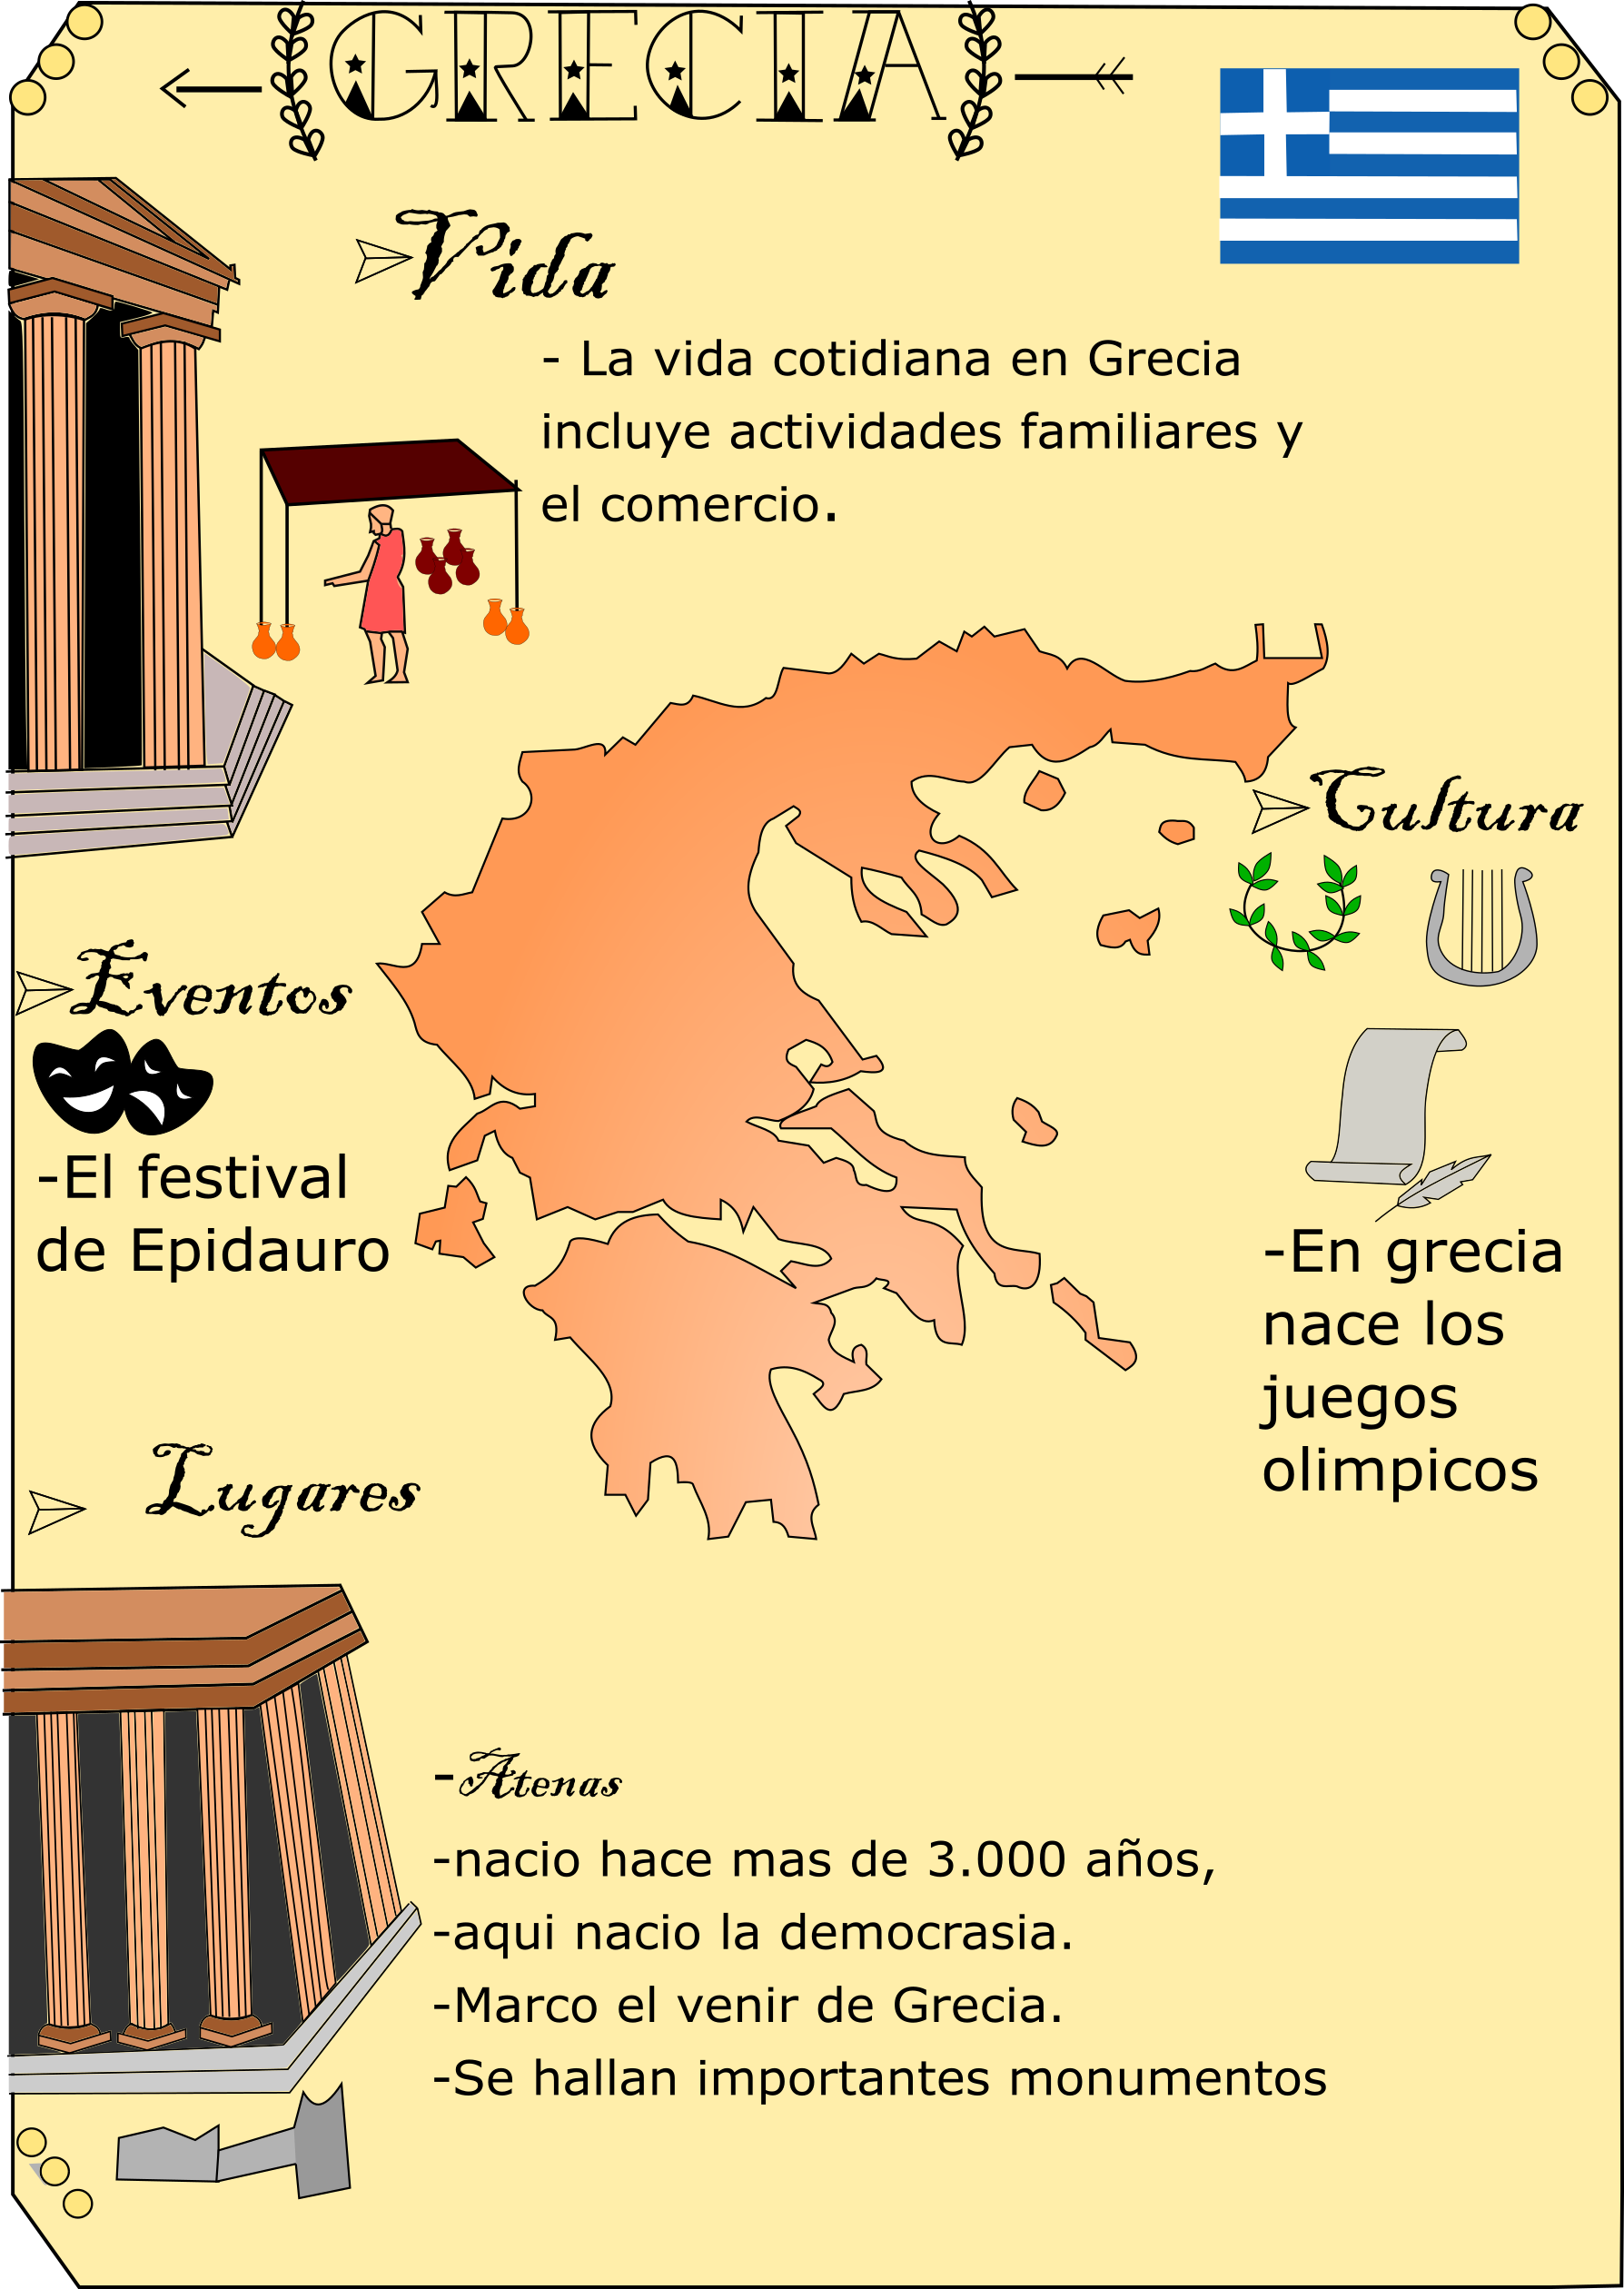 GRECIA
Vida
- La vida cotidiana en Grecia
incluye actividades familiares y
el comercio.
Cultura
Eventos
-El festival
de Epidauro
-En grecia
nace los
juegos
olimpicos
Lugares
-Atenas
-nacio hace mas de 3.000 años,
-aqui nacio la democrasia.
-Marco el venir de Grecia.
-Se hallan importantes monumentos